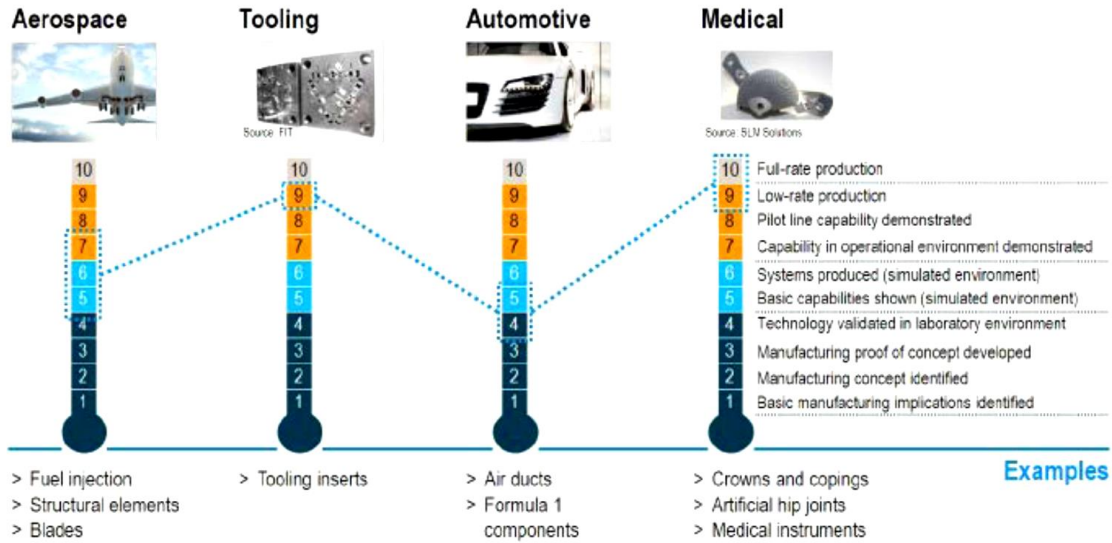 Aerospace
Tooling
Automotive
Medical
Source: FIT
Source: SLM Solutions
10
9
8
7
6
5
4
3
2
1
10
9
8
7
6
5
4
3
2
1
10
9
8
7
6
5
4
3
2
1
10 Full-rate production
9 Low-rate production
8 Pilot line capability demonstrated
7 Capability in operational environment demonstrated
6 Systems produced (simulated environment)
5 Basic capabilities shown (simulated environment)
4 Technology validated in laboratory environment
3 Manufacturing proof of concept developed
2 Manufacturing concept identified
1 Basic manufacturing implications identified
Examples
> Fuel injection
> Structural elements
> Blades
> Tooling inserts
> Air ducts
> Formula 1
components
> Crowns and copings
> Artificial hip joints
> Medical instruments